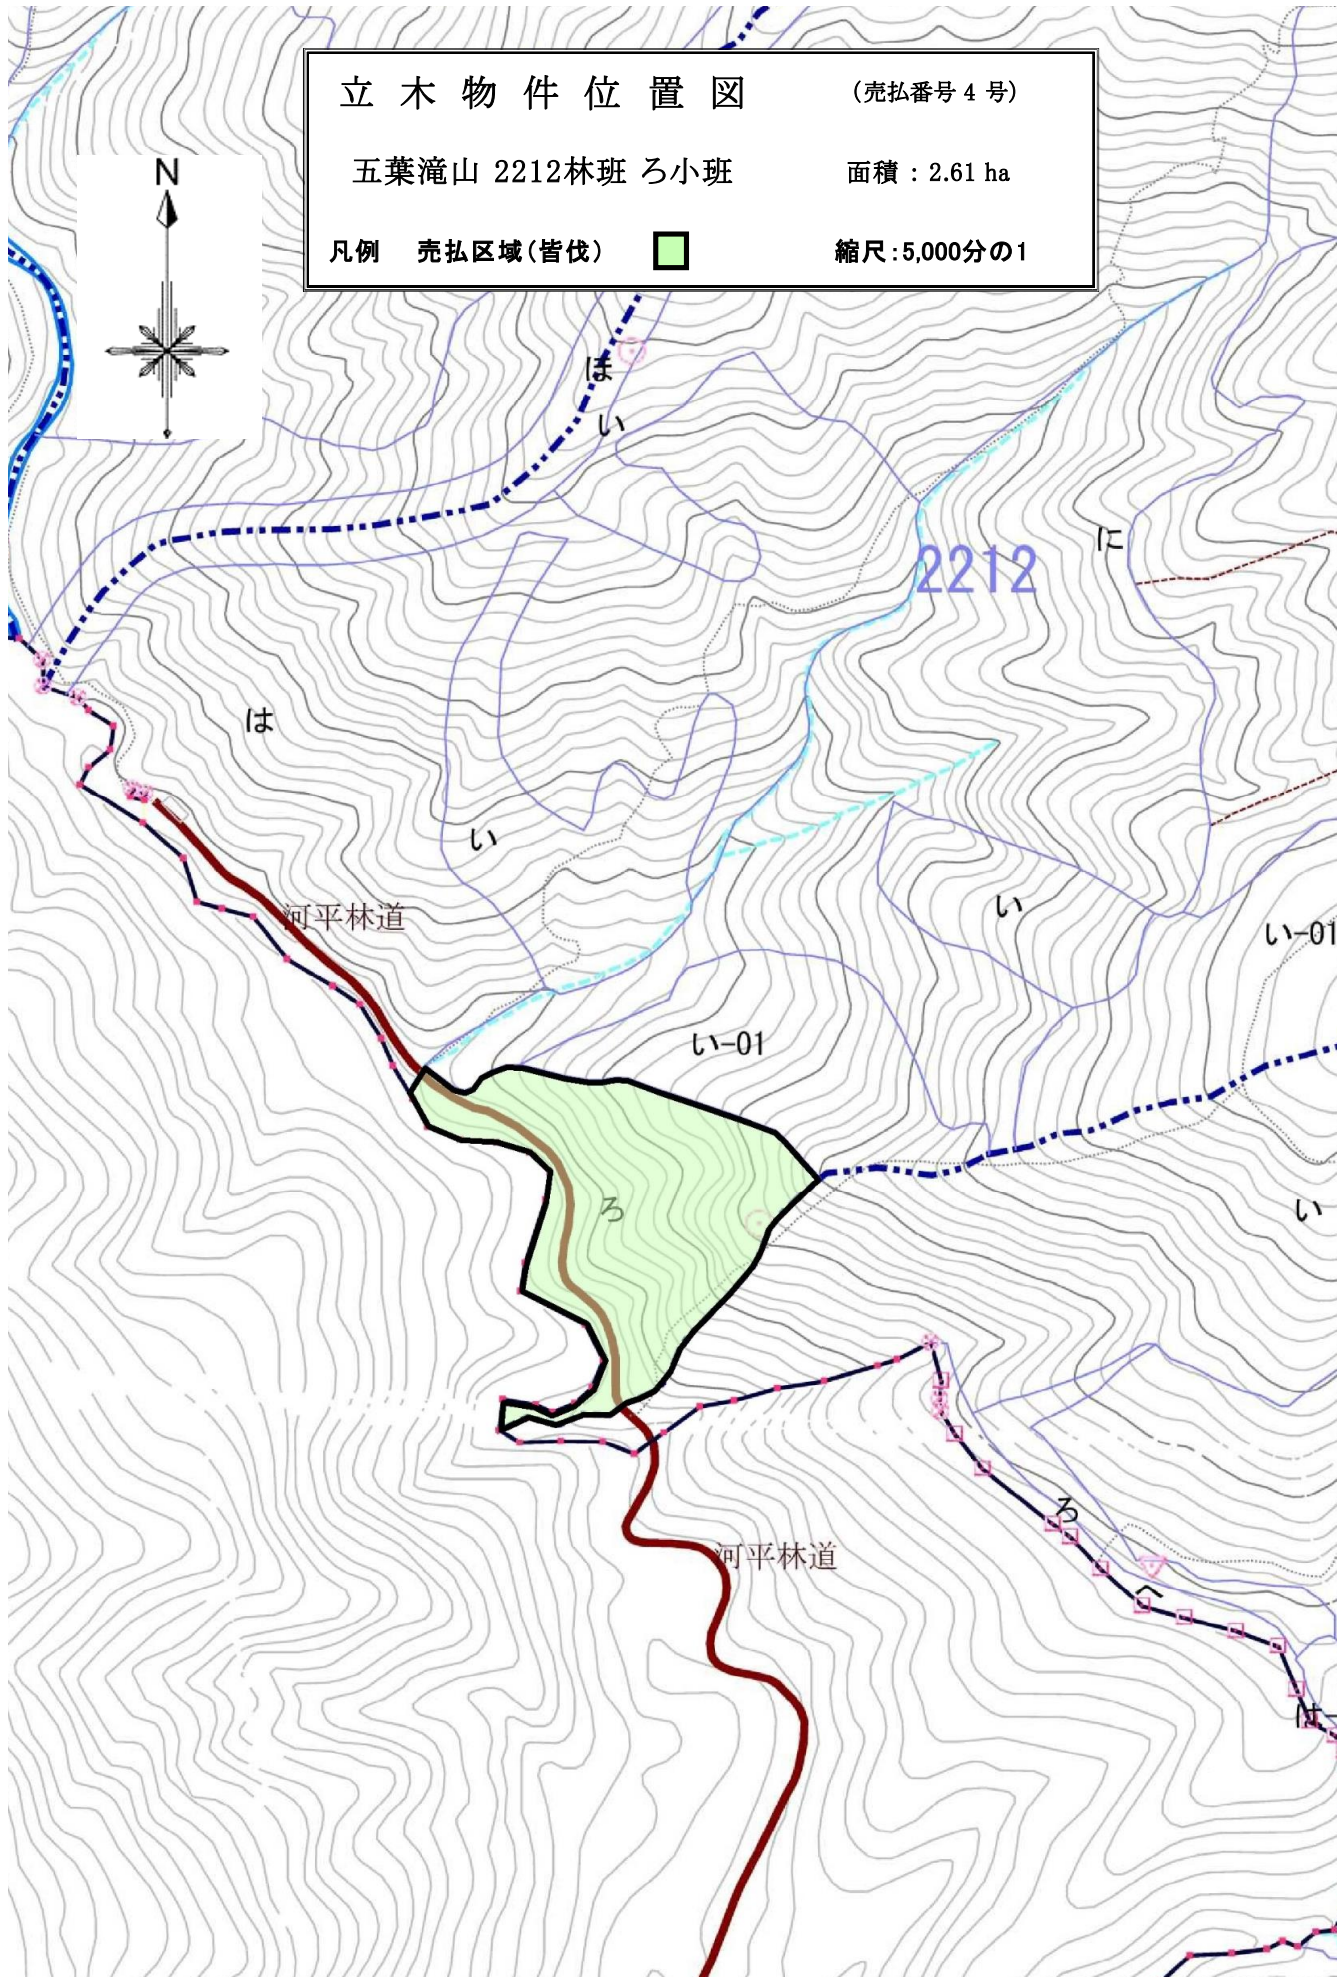 立木物件位置図 (売払番号 4 号)
五葉滝山 2212林班 ろ小班 面積 : 2.61 ha
凡例 売払区域(皆伐) 縮尺:5,000分の1
N
ほ
い
に
2212
は
い
い
河平林道
い-01
い-01
ろ
い
河平林道
ろ
へ
は